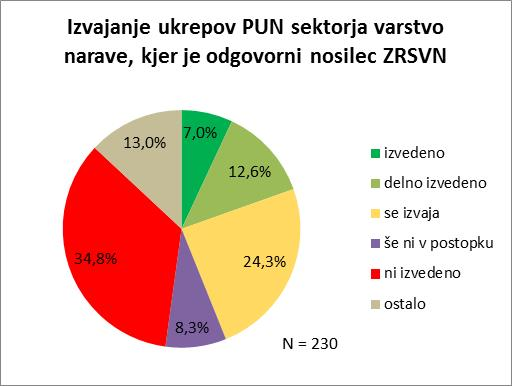 Izvajanje ukrepov PUN sektorja varstvo
narave, kjer je odgovorni nosilec ZRSVN
7,0%
12,6%
24,3%
8,3%
34,8%
13,0%
izvedeno
delno izvedeno
se izvaja
še ni v postopku
ni izvedeno
ostalo
N = 230